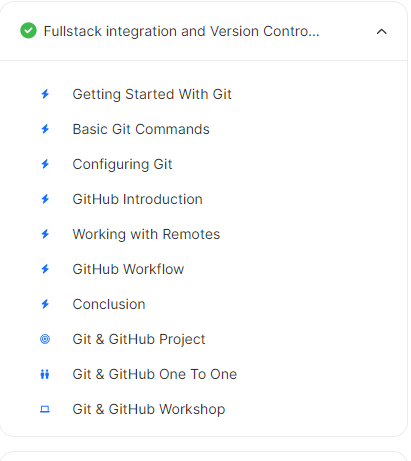 Fullstack integration and Version Contro...
Getting Started With Git
Basic Git Commands
Configuring Git
GitHub Introduction
Working with Remotes
GitHub Workflow
Conclusion
Git & GitHub Project
Git & GitHub One To One
Git & GitHub Workshop